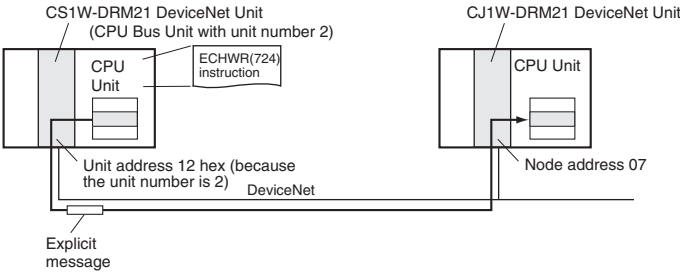 CS1W-DRM21 DeviceNet Unit
(CPU Bus Unit with unit number 2)
CJ1W-DRM21 DeviceNet Unit
CPU
Unit
ECHWR(724)
instruction
CPU Unit
Unit address 12 hex (because
the unit number is 2)
DeviceNet
Node address 07
Explicit
message